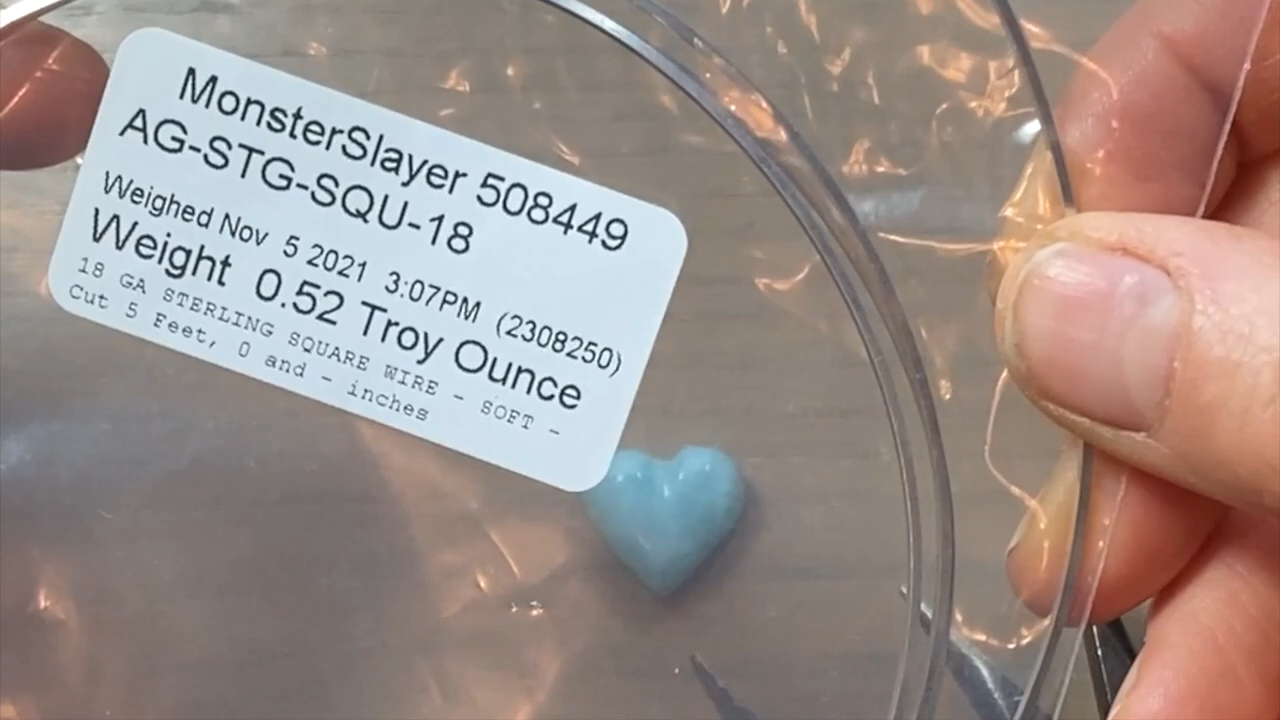 MonsterSlayer 508449
AG-STG-SQU-18
Weighed Nov 5 2021 3:07PM (2308250)
Weight 0.52 Troy Ounce
18 GA STERLING SQUARE WIRE - SOFT -
Cut 5 Feet, 0 and - inches